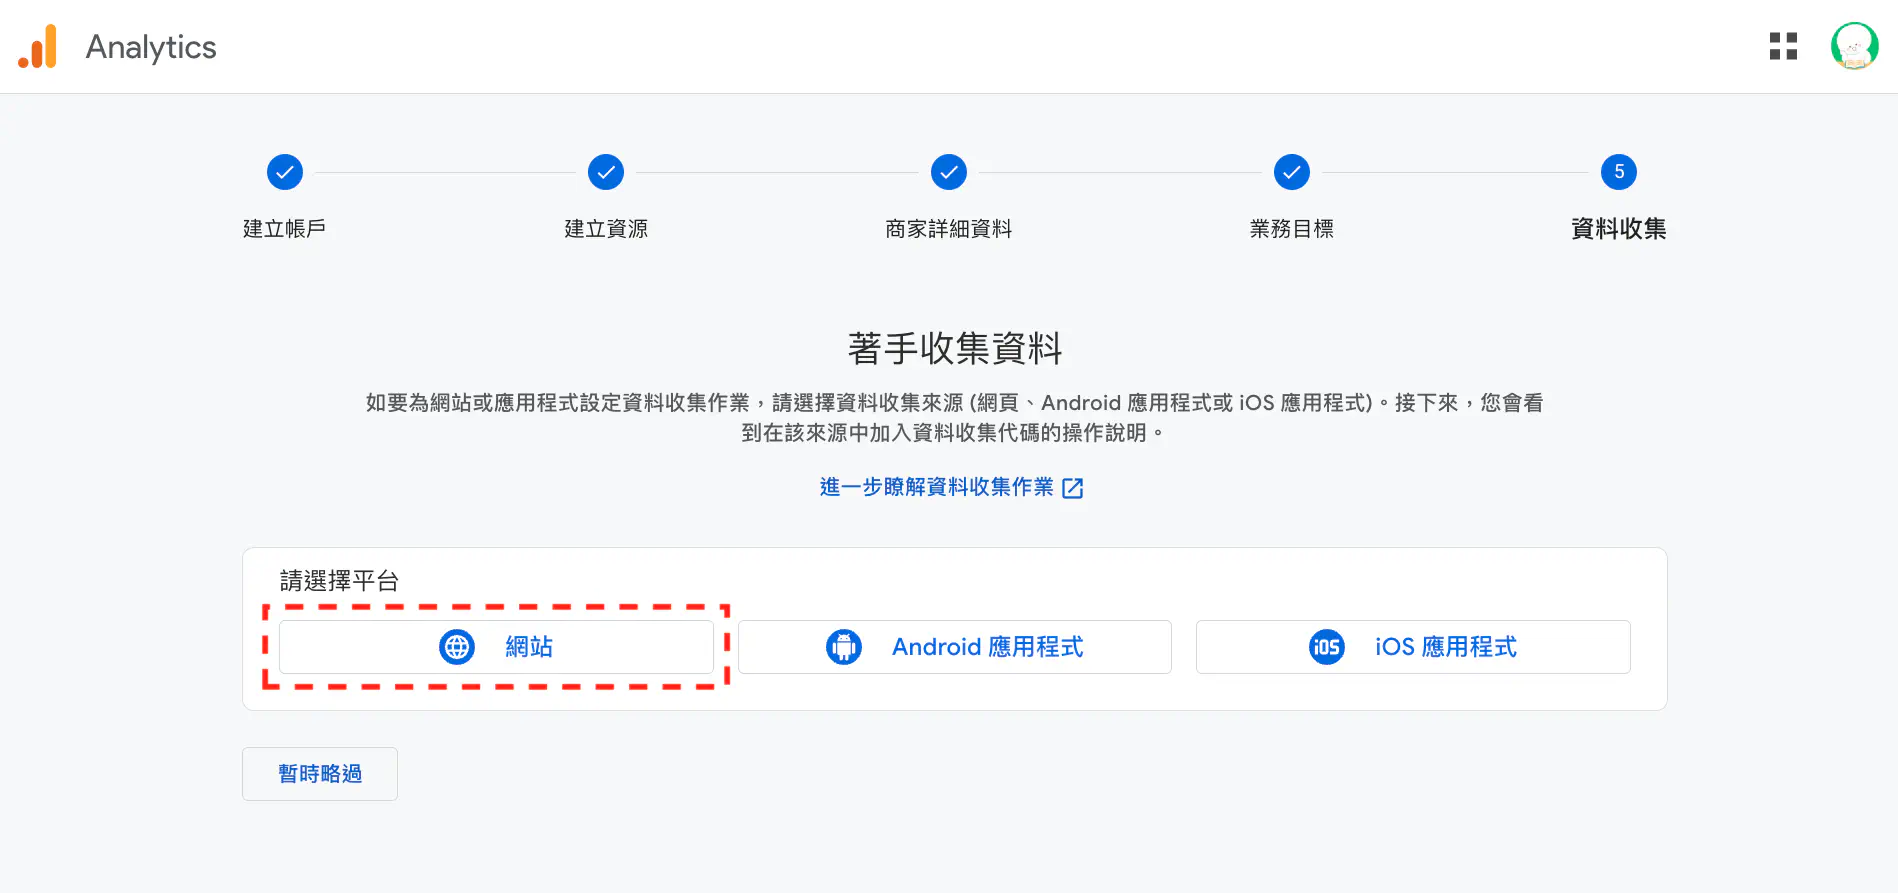 Analytics
5
建立帳戶
建立資源
商家詳細資料
業務目標
資料收集
著手收集資料
如要為網站或應用程式設定資料收集作業，請選擇資料收集來源 (網頁、Android 應用程式或 iOS 應用程式)。接下來，您會看
到在該來源中加入資料收集代碼的操作說明。
進一步瞭解資料收集作業
請選擇平台
網站
Android 應用程式
iOS iOS 應用程式
暫時略過